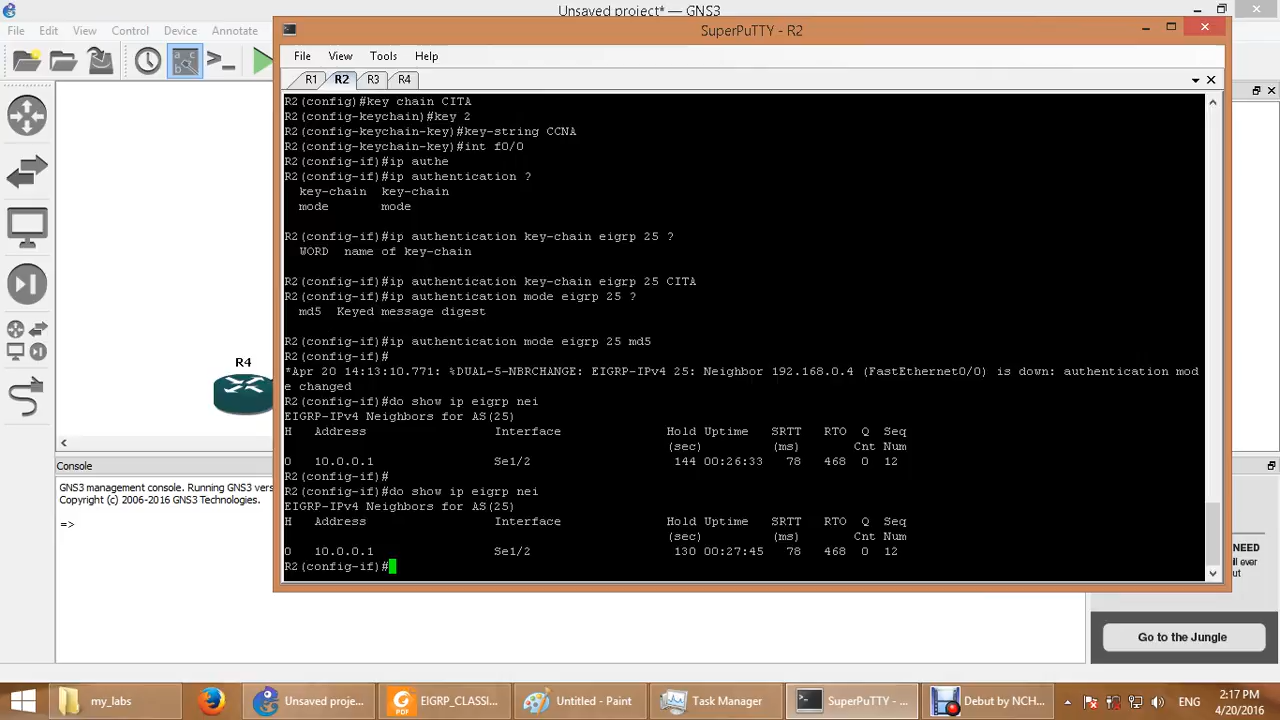 Unsaved project* — GNS3
File Edit View Control Device Annotate
SuperPuTTY - R2
File View Tools Help
R1 R2 R3 R4
R2(config)#key chain CITA
R2(config-keychain)#key 2
R2(config-keychain-key)#key-string CCNA
R2(config-keychain-key)#int f0/0
R2(config-if)#ip authe
R2(config-if)#ip authentication ?
key-chain key-chain
mode mode
R2(config-if)#ip authentication key-chain eigrp 25 ?
WORD name of key-chain
R2(config-if)#ip authentication key-chain eigrp 25 CITA
R2(config-if)#ip authentication mode eigrp 25 ?
md5 Keyed message digest
R2(config-if)#ip authentication mode eigrp 25 md5
R2(config-if)#
*Apr 20 14:13:10.771: %DUAL-5-NBRCHANGE: EIGRP-IPv4 25: Neighbor 192.168.0.4 (FastEthernet0/0) is down: authentication mod
e changed
R2(config-if)#do show ip eigrp nei
EIGRP-IPv4 Neighbors for AS(25)
H Address Interface Hold Uptime SRTT RTO Q Seq
(sec) (ms) Cnt Num
0 10.0.0.1 Se1/2 144 00:26:33 78 468 0 12
R2(config-if)#
R2(config-if)#do show ip eigrp nei
EIGRP-IPv4 Neighbors for AS(25)
H Address Interface Hold Uptime SRTT RTO Q Seq
(sec) (ms) Cnt Num
0 10.0.0.1 Se1/2 130 00:27:45 78 468 0 12
R2(config-if)#
R4
Console
GNS3 management console. Running GNS3 vers
Copyright (c) 2006-2016 GNS3 Technologies.
=>
NEED
ll ever
ut
Go to the Jungle
my_labs
Unsaved proje...
EIGRP_CLASSI...
Untitled - Paint
Task Manager
SuperPuTTY - ...
Debut by NCH...
ENG
2:17 PM
4/20/2016